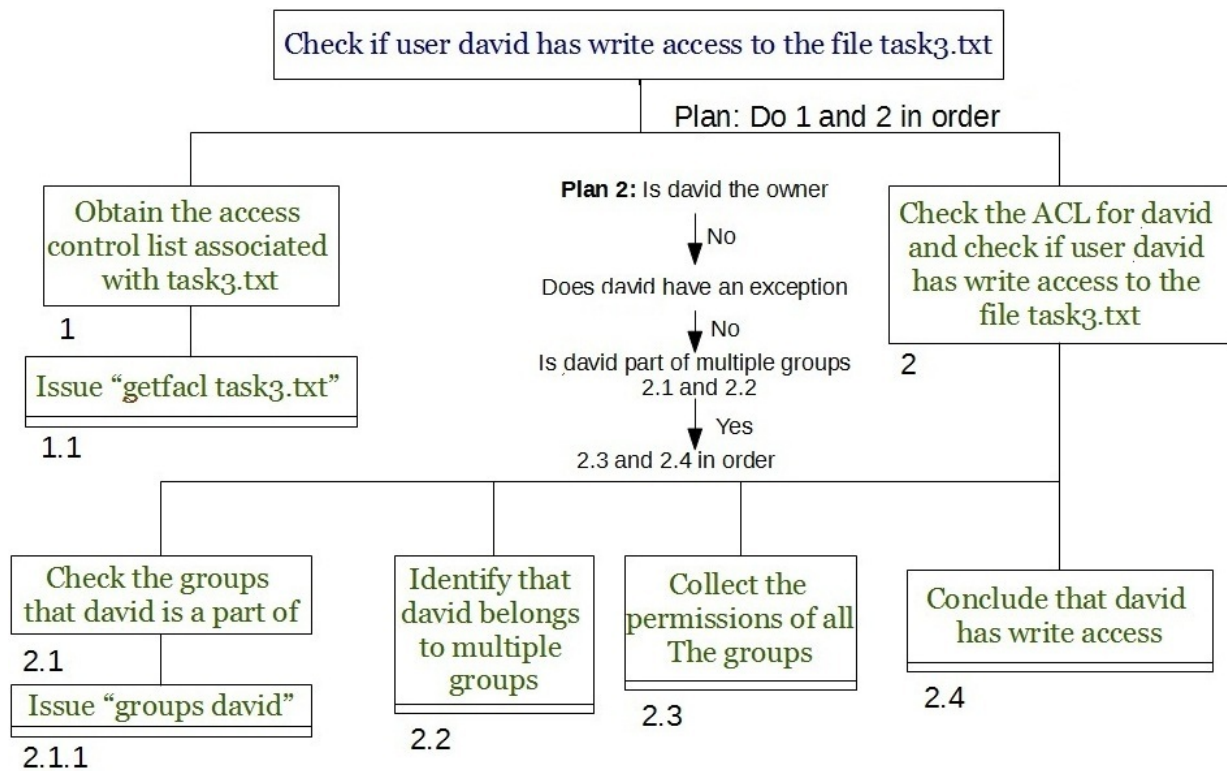 Check if user david has write access to the file task3.txt
Plan: Do 1 and 2 in order
Obtain the access
control list associated
with task3.txt
1
Issue “getfacl task3.txt”
1.1
Plan 2: Is david the owner
No
Does david have an exception
No
Is david part of multiple groups
2.1 and 2.2
Yes
2.3 and 2.4 in order
Check the ACL for david
and check if user david
has write access to the
file task3.txt
2
Check the groups
that david is a part of
2.1
Issue “groups david”
2.1.1
Identify that
david belongs
to multiple
groups
2.2
Collect the
permissions of all
The groups
2.3
Conclude that david
has write access
2.4